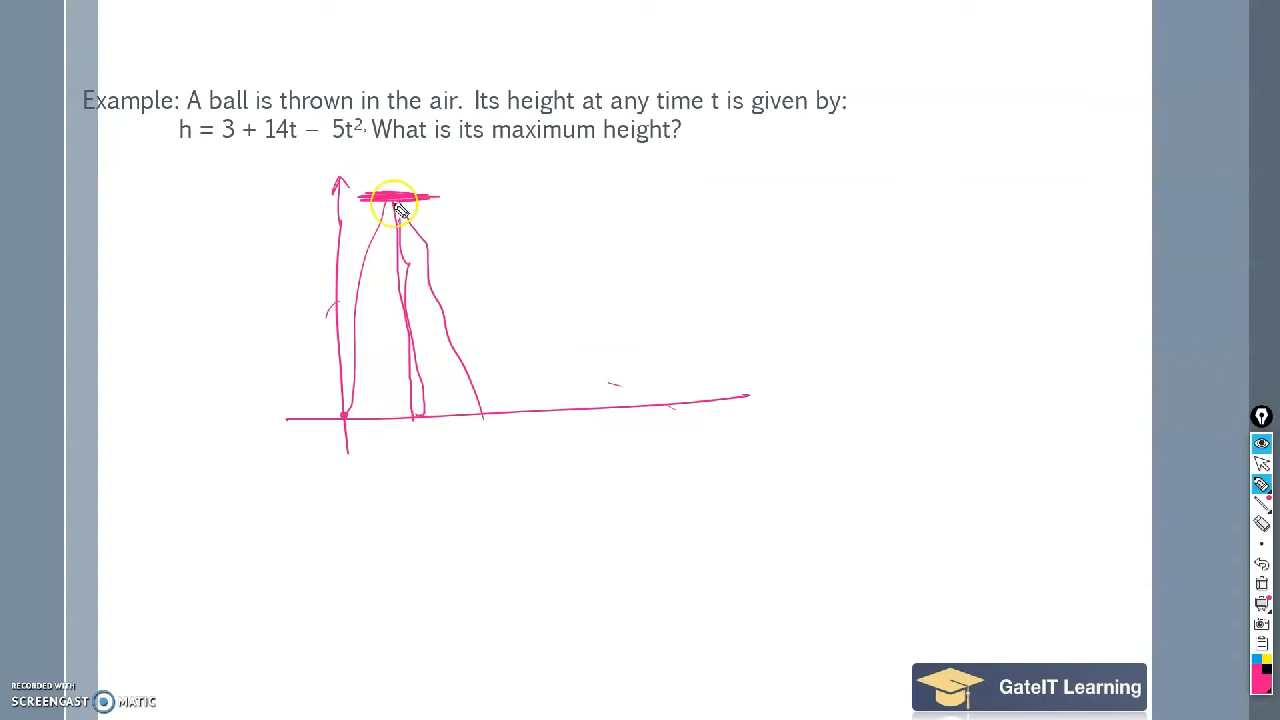 Example: A ball is thrown in the air. Its height at any time t is given by:
h = 3 + 14t − 5t². What is its maximum height?
RECORDED WITH
SCREENCAST MATIC
GateIT Learning